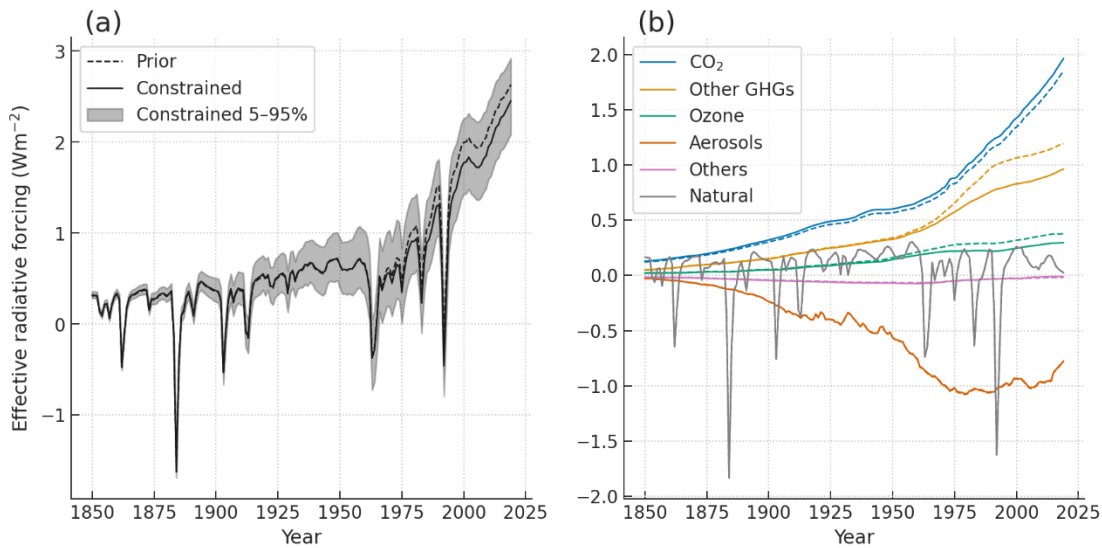 (a)
Effective radiative forcing (Wm⁻²)
3
2
1
0
−1
Prior
Constrained
Constrained 5–95%
1850 1875 1900 1925 1950 1975 2000 2025
Year
(b)
2.0
1.5
1.0
0.5
0.0
−0.5
−1.0
−1.5
−2.0
CO₂
Other GHGs
Ozone
Aerosols
Others
Natural
1850 1875 1900 1925 1950 1975 2000 2025
Year